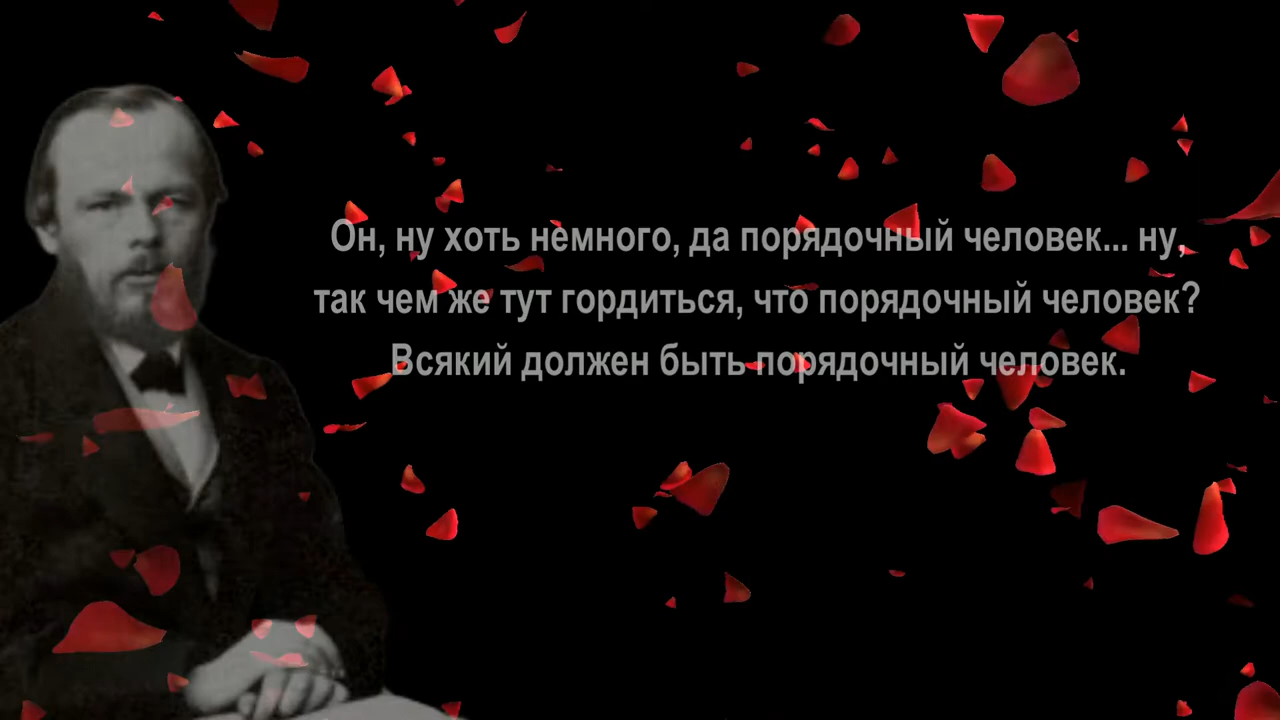 Он, ну хоть немного, да порядочный человек... ну,
так чем же тут гордиться, что порядочный человек?
Всякий должен быть порядочный человек.